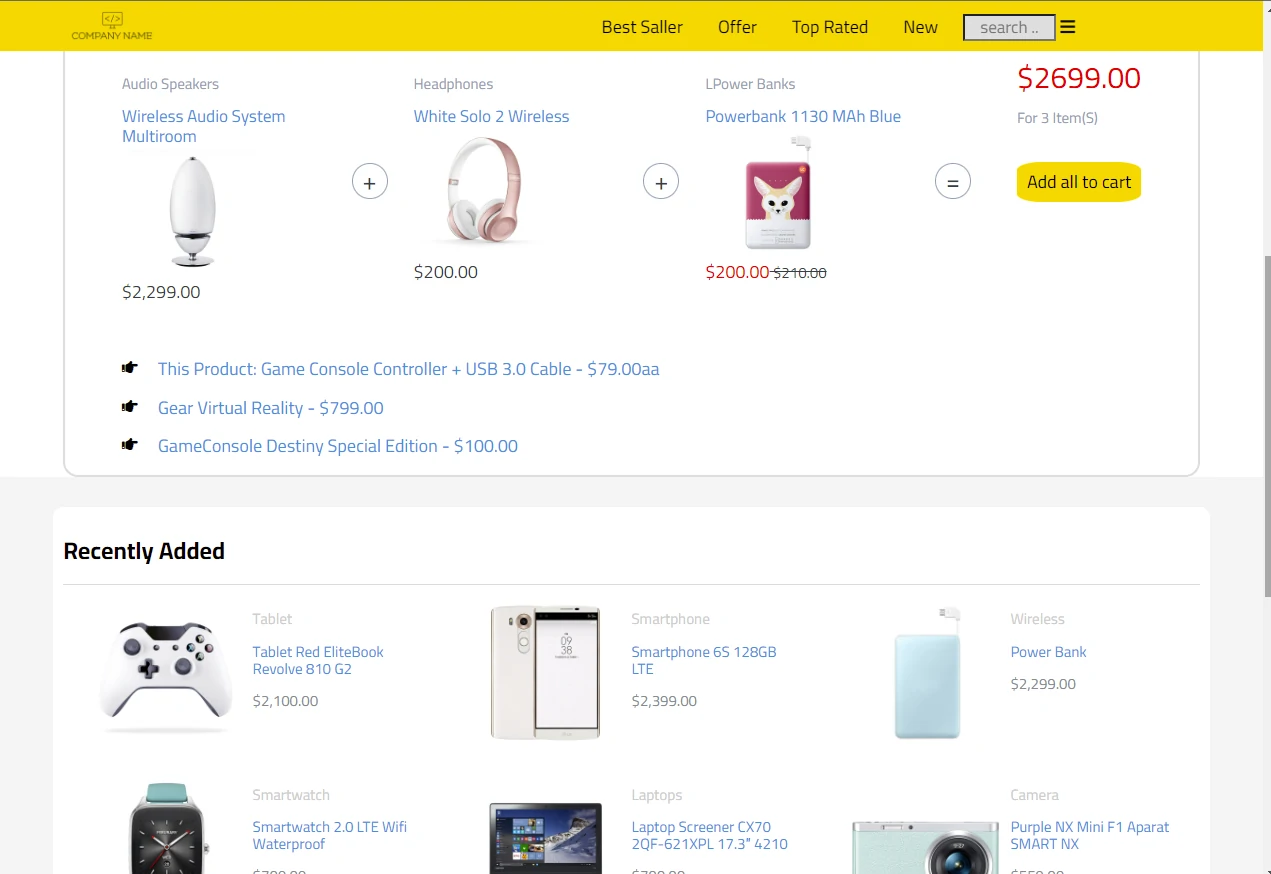 </>
COMPANY NAME
Best Saller
Offer
Top Rated
New
search ..
Audio Speakers
Wireless Audio System
Multiroom
$2,299.00
+
Headphones
White Solo 2 Wireless
$200.00
+
LPower Banks
Powerbank 1130 MAh Blue
$200.00 $210.00
=
$2699.00
For 3 Item(S)
Add all to cart
This Product: Game Console Controller + USB 3.0 Cable - $79.00aa
Gear Virtual Reality - $799.00
GameConsole Destiny Special Edition - $100.00
Recently Added
Tablet
Tablet Red EliteBook
Revolve 810 G2
$2,100.00
09
38
Smartphone
Smartphone 6S 128GB
LTE
$2,399.00
Wireless
Power Bank
$2,299.00
Smartwatch
Smartwatch 2.0 LTE Wifi
Waterproof
Laptops
Laptop Screener CX70
2QF-621XPL 17.3″ 4210
Camera
Purple NX Mini F1 Aparat
SMART NX